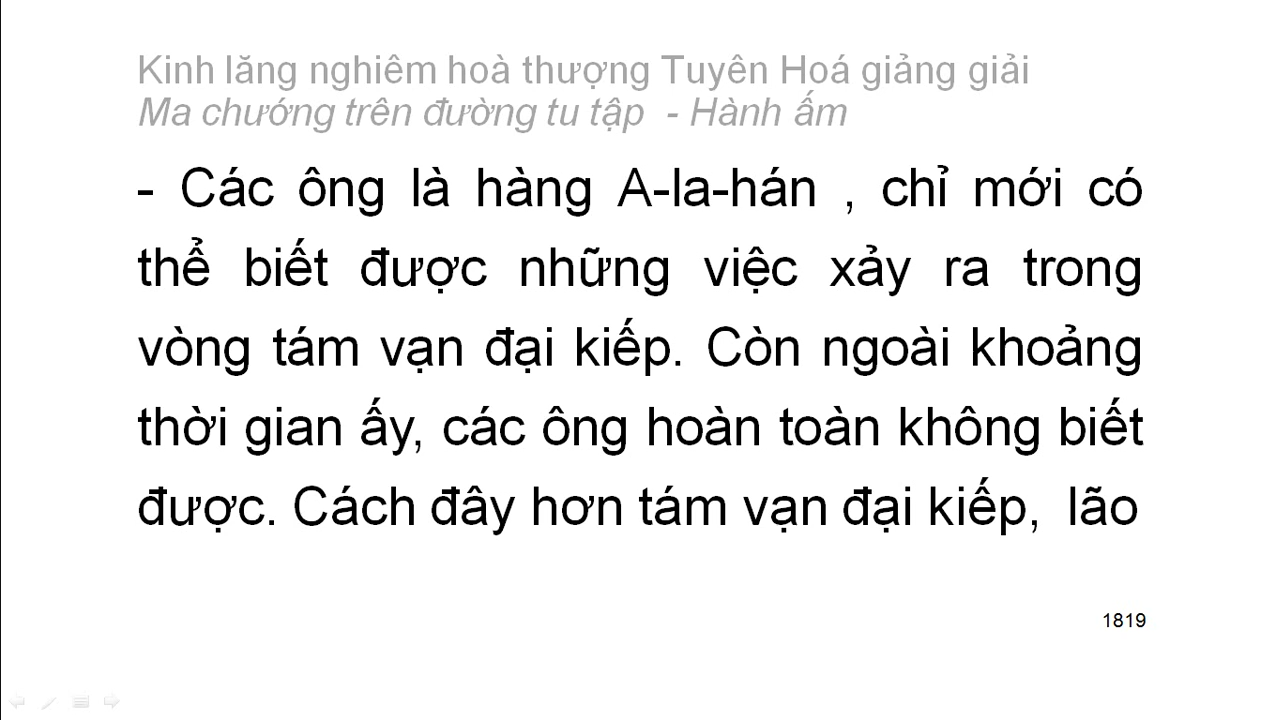 Kinh lăng nghiêm hoà thượng Tuyên Hoá giảng giải
Ma chướng trên đường tu tập - Hành ấm
- Các ông là hàng A-la-hán , chỉ mới có
thể biết được những việc xảy ra trong
vòng tám vạn đại kiếp. Còn ngoài khoảng
thời gian ấy, các ông hoàn toàn không biết
được. Cách đây hơn tám vạn đại kiếp, lão
1819